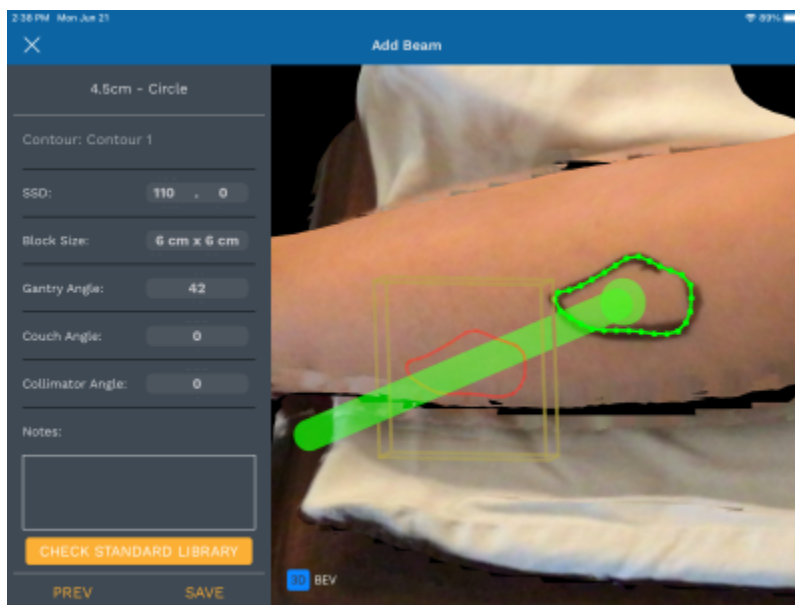 2:38 PM Mon Jun 21
89%
Add Beam
4.5cm - Circle
Contour: Contour 1
SSD: 110 . 0
Block Size: 6 cm x 6 cm
Gantry Angle: 42
Couch Angle: 0
Collimator Angle: 0
Notes:
CHECK STANDARD LIBRARY
PREV SAVE
3D BEV